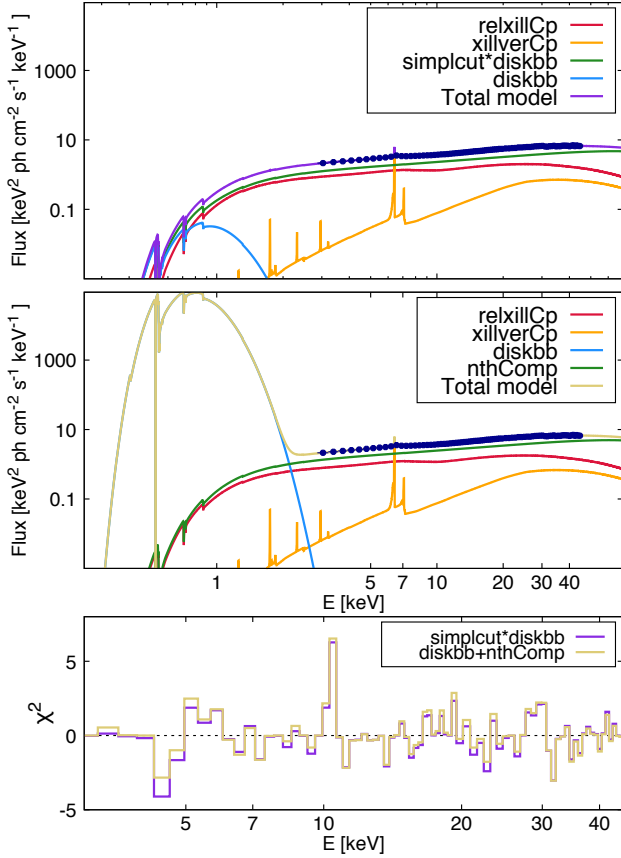 1000
10
0.1
Flux [keV² ph cm⁻² s⁻¹ keV⁻¹]
relxillCp
xillverCp
simplcut*diskbb
diskbb
Total model
1000
10
0.1
Flux [keV² ph cm⁻² s⁻¹ keV⁻¹]
relxillCp
xillverCp
diskbb
nthComp
Total model
1 5 7 10 20 30 40
E [keV]
5
0
-5
χ²
simplcut*diskbb
diskbb+nthComp
5 7 10 20 30 40
E [keV]